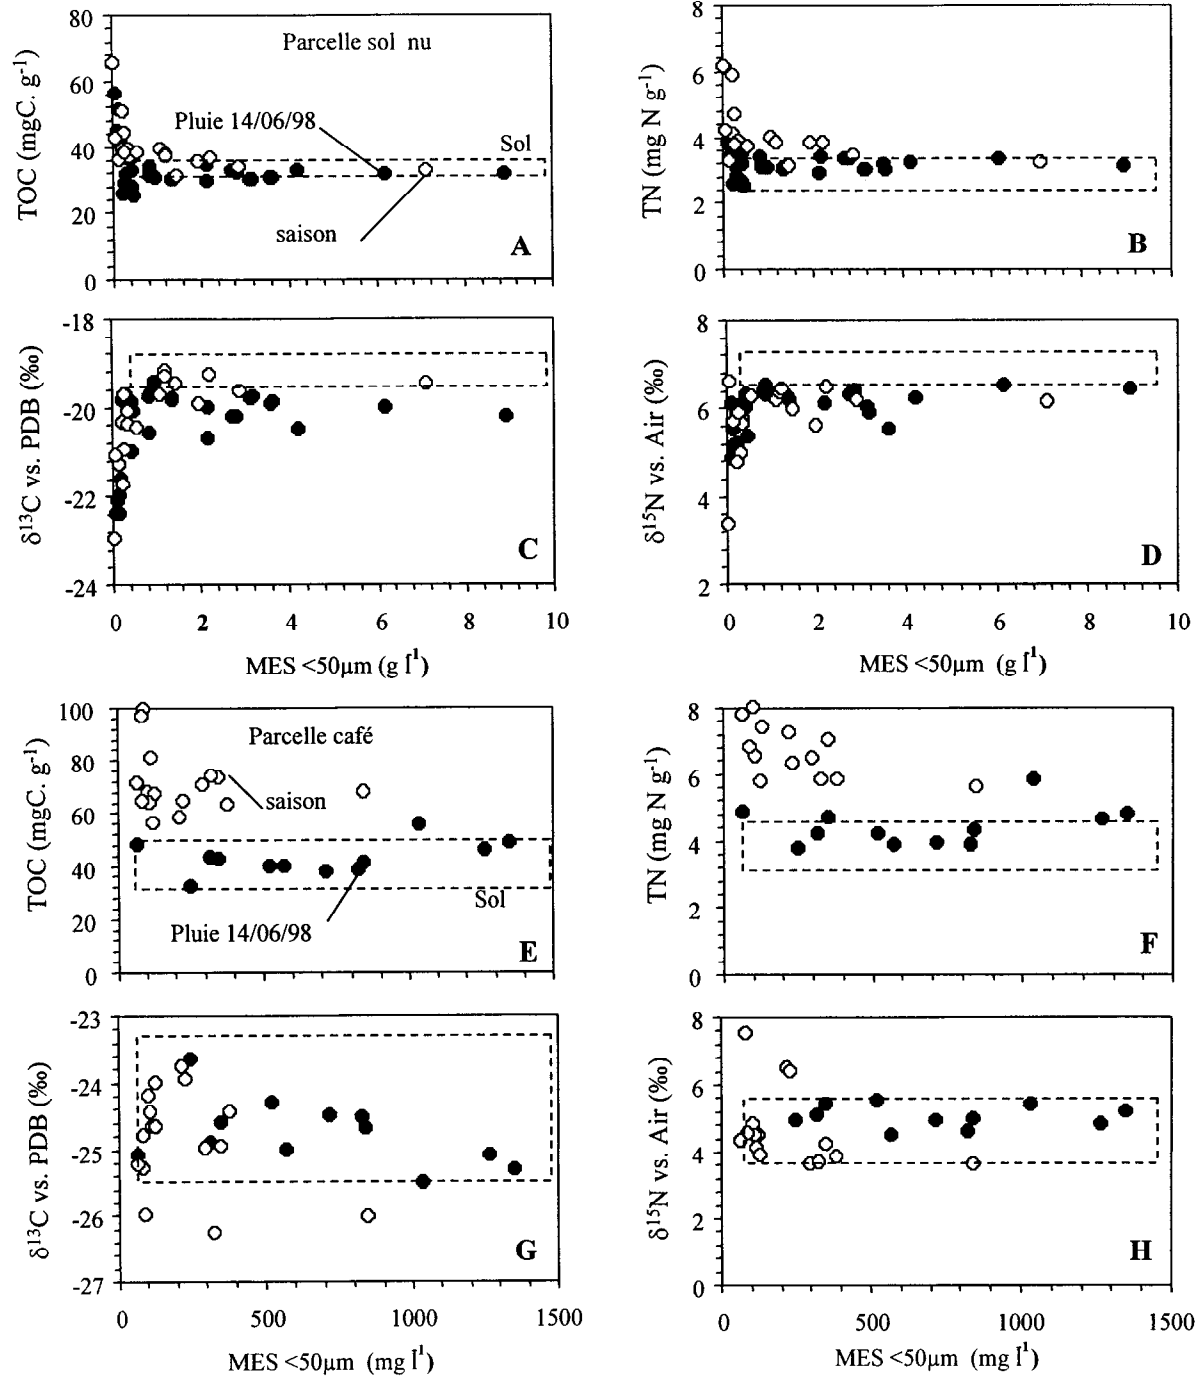 80
60
40
20
0
TOC (mgC. g⁻¹)
Parcelle sol nu
Pluie 14/06/98
Sol
saison
A
8
6
4
2
0
TN (mg N g⁻¹)
B
-18
-20
-22
-24
δ¹³C vs. PDB (‰)
C
0 2 4 6 8 10
MES <50µm (g l⁻¹)
8
6
4
2
δ¹⁵N vs. Air (‰)
D
0 2 4 6 8 10
MES <50µm (g l⁻¹)
100
80
60
40
20
0
TOC (mgC. g⁻¹)
Parcelle café
saison
Sol
Pluie 14/06/98
E
8
6
4
2
0
TN (mg N g⁻¹)
F
-23
-24
-25
-26
-27
δ¹³C vs. PDB (‰)
G
0 500 1000 1500
MES <50µm (mg l⁻¹)
8
6
4
2
0
δ¹⁵N vs. Air (‰)
H
0 500 1000 1500
MES <50µm (mg l⁻¹)